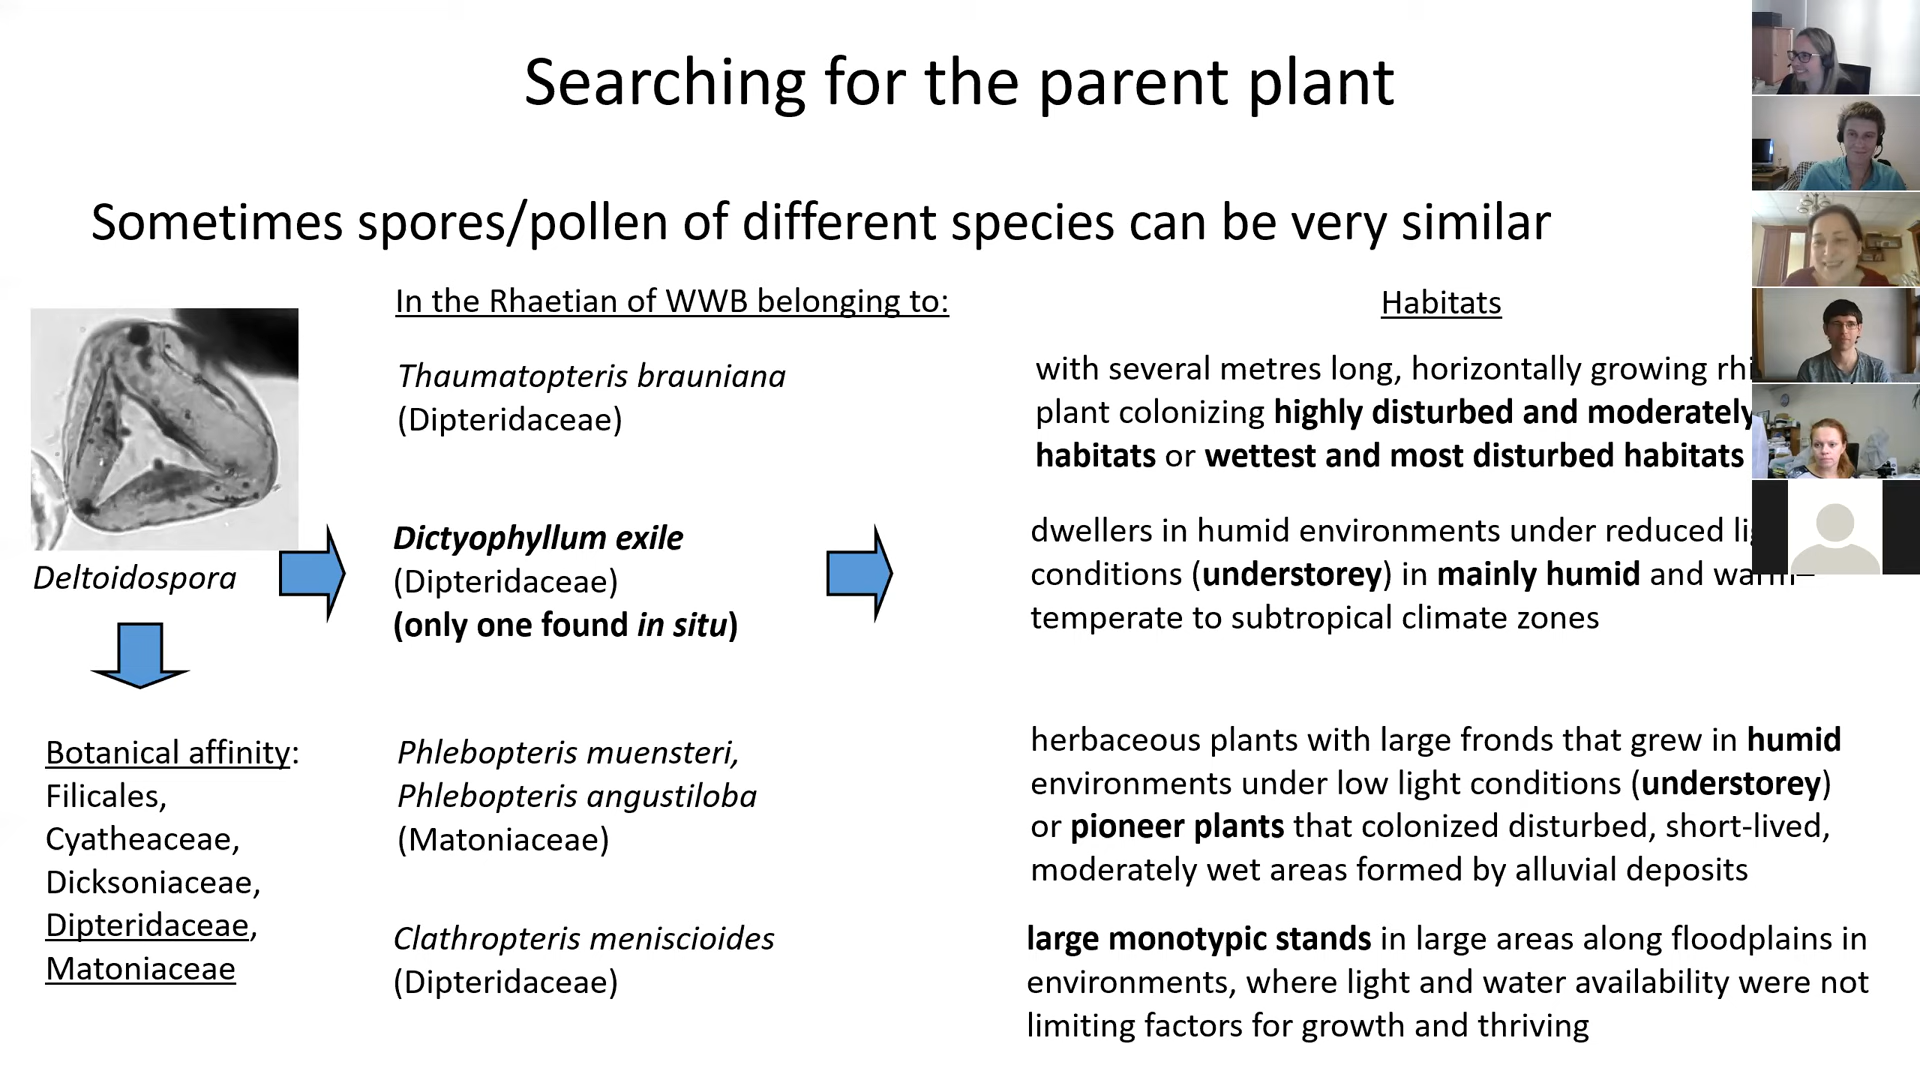 Searching for the parent plant
Sometimes spores/pollen of different species can be very similar
In the Rhaetian of WWB belonging to:
Habitats
Thaumatopteris brauniana
(Dipteridaceae)
with several metres long, horizontally growing
plant colonizing highly disturbed and moderately
habitats or wettest and most disturbed habitats
Deltoidospora
Dictyophyllum exile
(Dipteridaceae)
(only one found in situ)
dwellers in humid environments under reduced
conditions (understorey) in mainly humid and
temperate to subtropical climate zones
Botanical affinity:
Filicales,
Cyatheaceae,
Dicksoniaceae,
Dipteridaceae,
Matoniaceae
Phlebopteris muensteri,
Phlebopteris angustiloba
(Matoniaceae)
herbaceous plants with large fronds that grew in humid
environments under low light conditions (understorey)
or pioneer plants that colonized disturbed, short-lived,
moderately wet areas formed by alluvial deposits
Clathropteris meniscioides
(Dipteridaceae)
large monotypic stands in large areas along floodplains in
environments, where light and water availability were not
limiting factors for growth and thriving